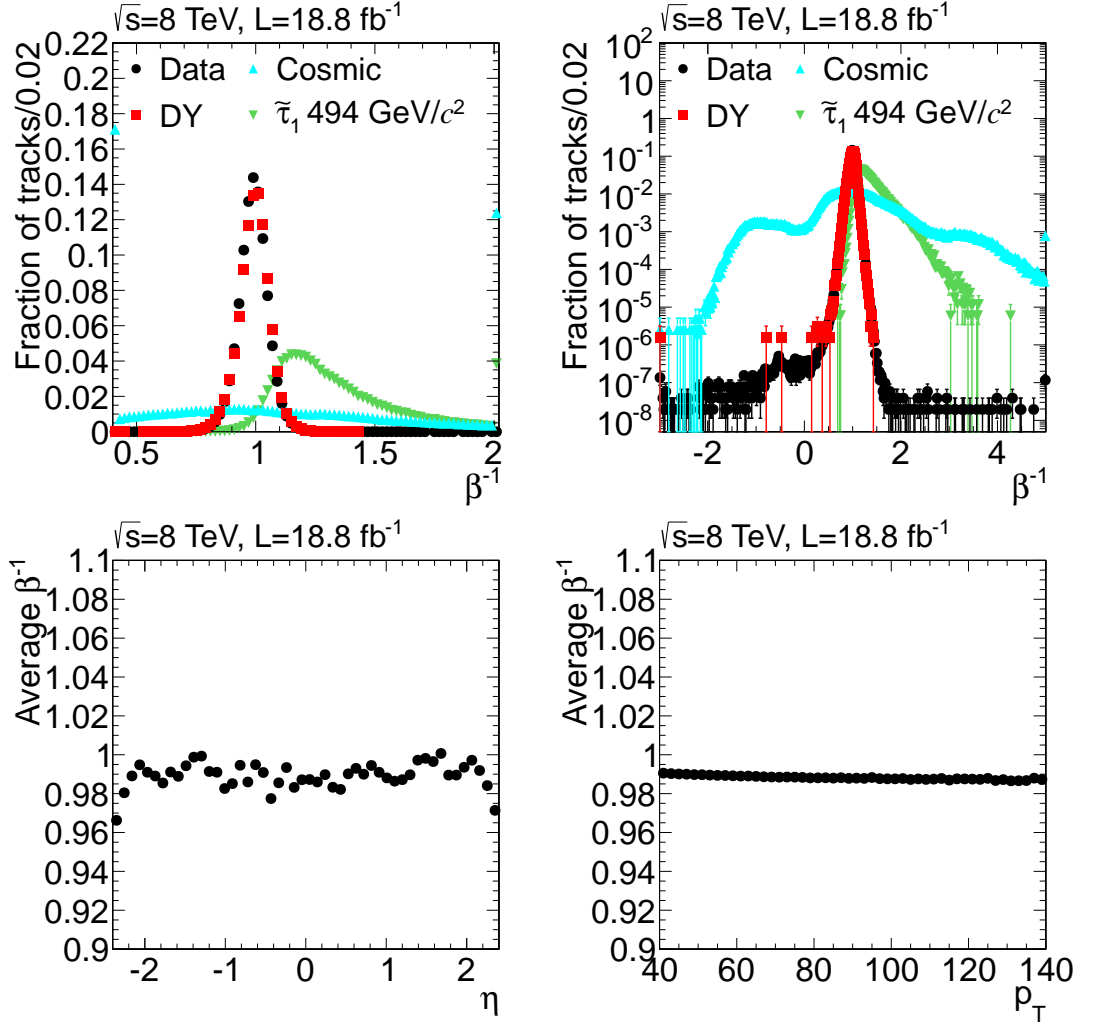 √s=8 TeV, L=18.8 fb⁻¹
Fraction of tracks/0.02
0.22
0.2
0.18
0.16
0.14
0.12
0.1
0.08
0.06
0.04
0.02
0
Data
Cosmic
DY
τ̃₁ 494 GeV/c²
0.5 1 1.5 2
β⁻¹
√s=8 TeV, L=18.8 fb⁻¹
Fraction of tracks/0.02
10²
10
1
10⁻¹
10⁻²
10⁻³
10⁻⁴
10⁻⁵
10⁻⁶
10⁻⁷
10⁻⁸
Data
Cosmic
DY
τ̃₁ 494 GeV/c²
-2 0 2 4
β⁻¹
√s=8 TeV, L=18.8 fb⁻¹
Average β⁻¹
1.1
1.08
1.06
1.04
1.02
1
0.98
0.96
0.94
0.92
0.9
-2 -1 0 1 2
η
√s=8 TeV, L=18.8 fb⁻¹
Average β⁻¹
1.1
1.08
1.06
1.04
1.02
1
0.98
0.96
0.94
0.92
0.9
40 60 80 100 120 140
p_T